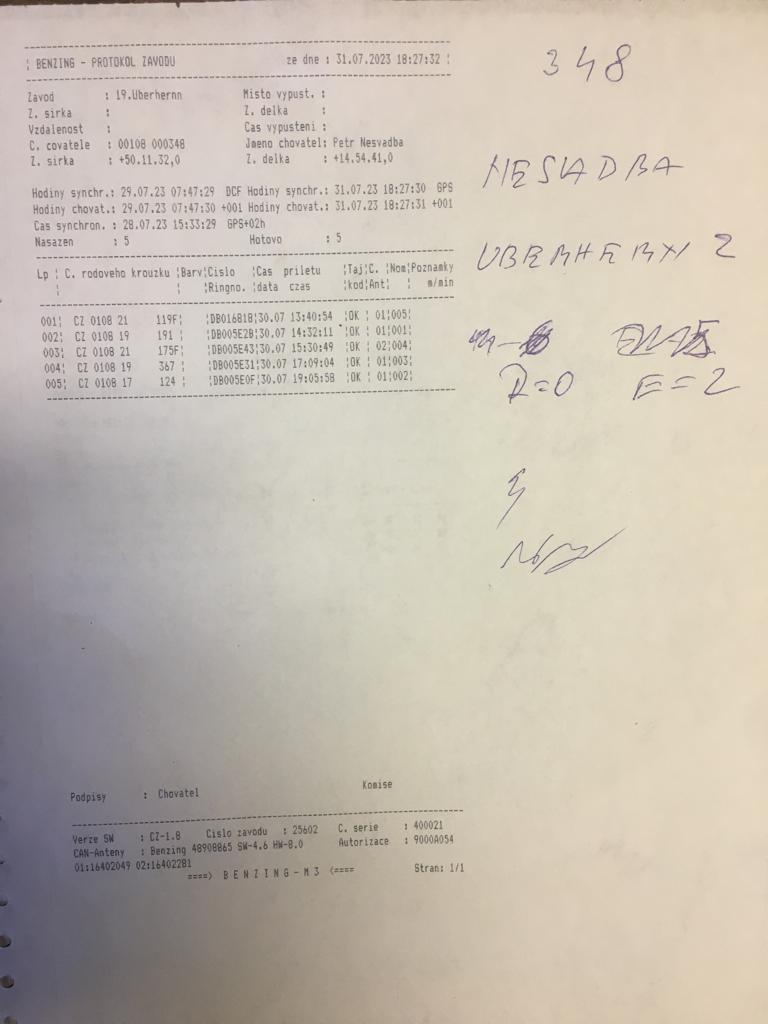 BENZING - PROTOKOL ZAVODU ze dne : 31.07.2023 18:27:32
348
Zavod : 19.Uberhernn Misto vypust. :
Z. sirka : Z. delka :
Vzdalenost : Cas vypusteni :
C. covatele : 00108 000348 Jmeno chovatel: Petr Nesvadba
Z. sirka : +50.11.32,0 Z. delka : +14.54.41,0
NESVADBA
Hodiny synchr.: 29.07.23 07:47:29 DCF Hodiny synchr.: 31.07.23 18:27:30 GPS
Hodiny chovat.: 29.07.23 07:47:30 +001 Hodiny chovat.: 31.07.23 18:27:31 +001
Cas synchron. : 28.07.23 15:33:29 GPS+02h
Nasazen : 5 Hotovo : 5
UBERHERN 2
Lp ¦ C. rodoveho krouzku ¦Barv¦Cislo ¦Cas priletu ¦Taj¦C. ¦Nom¦Poznamky
¦ ¦ ¦Ringno. ¦data czas ¦kod¦Ant¦ ¦ m/min
001¦ CZ 0108 21 119F¦ ¦DB016818¦30.07 13:40:54 ¦OK ¦ 01¦005¦
002¦ CZ 0108 19 191 ¦ ¦DB005E2B¦30.07 14:32:11 ¦OK ¦ 01¦001¦
003¦ CZ 0108 21 175F¦ ¦DB005E43¦30.07 15:30:49 ¦OK ¦ 02¦004¦
004¦ CZ 0108 19 367 ¦ ¦DB005E31¦30.07 17:09:04 ¦OK ¦ 01¦003¦
005¦ CZ 0108 17 124 ¦ ¦DB005E0F¦30.07 19:05:58 ¦OK ¦ 01¦002¦
R=0 E=2
Podpisy : Chovatel Komise
Verze SW : CZ-1.8 Cislo zavodu : 25602 C. serie : 400021
CAN-Anteny : Benzing 48908865 SW-4.6 HW-8.0 Autorizace : 9000A054
01:16402049 02:16402281
====) BENZING-M3 (==== Stran: 1/1